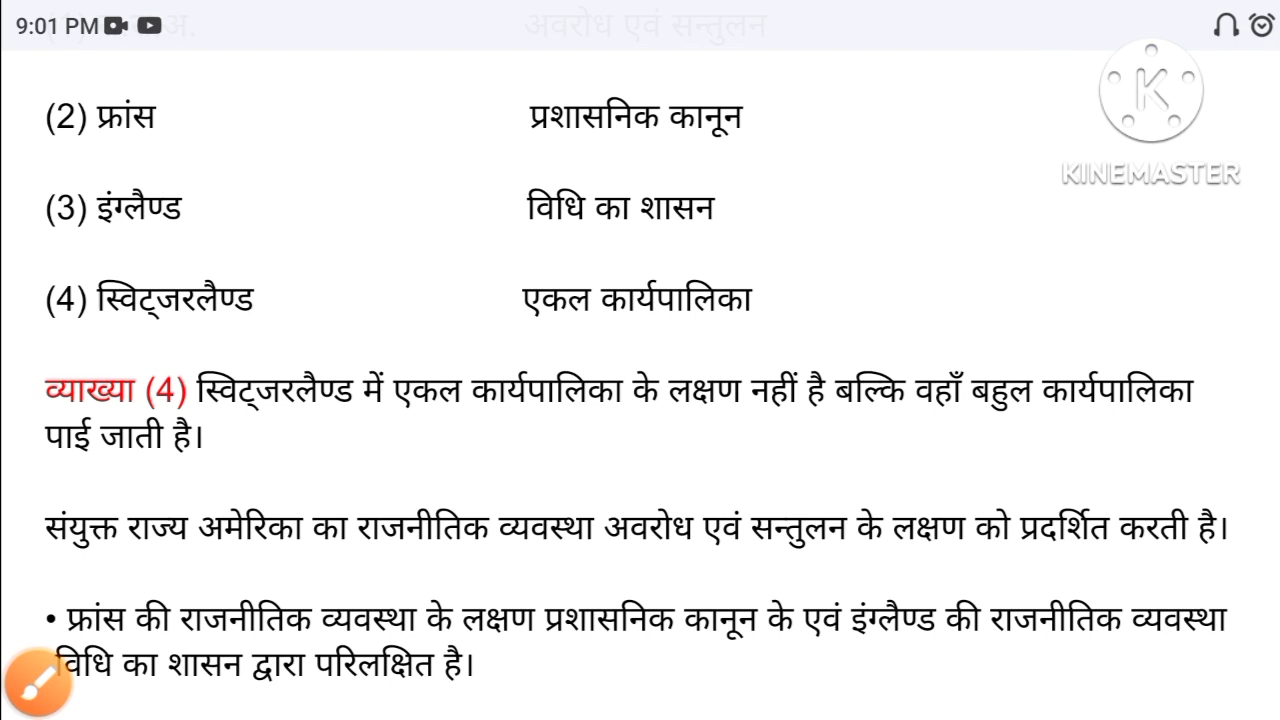 9:01 PM
अवरोध एवं सन्तुलन
(2) फ्रांस प्रशासनिक कानून
K
KINEMASTER
(3) इंग्लैण्ड विधि का शासन
(4) स्विट्जरलैण्ड एकल कार्यपालिका
व्याख्या (4) स्विट्जरलैण्ड में एकल कार्यपालिका के लक्षण नहीं है बल्कि वहाँ बहुल कार्यपालिका
पाई जाती है।
संयुक्त राज्य अमेरिका का राजनीतिक व्यवस्था अवरोध एवं सन्तुलन के लक्षण को प्रदर्शित करती है।
• फ्रांस की राजनीतिक व्यवस्था के लक्षण प्रशासनिक कानून के एवं इंग्लैण्ड की राजनीतिक व्यवस्था
विधि का शासन द्वारा परिलक्षित है।